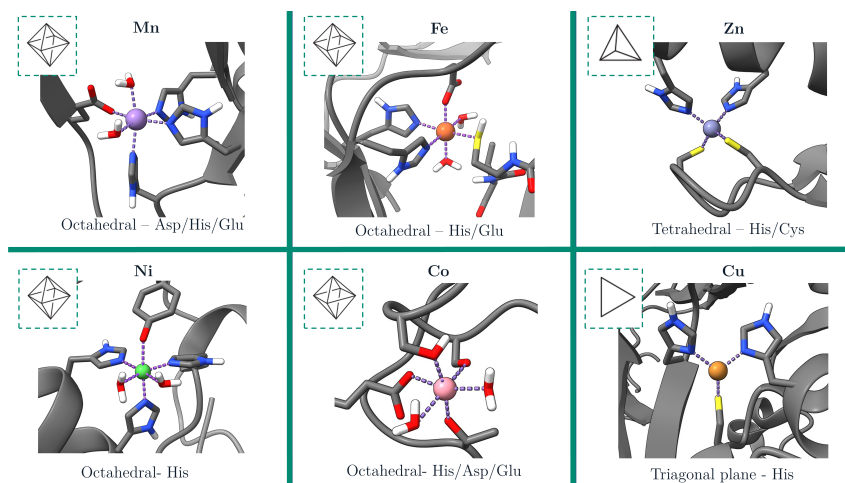 Mn
Fe
Zn
Octahedral – Asp/His/Glu
Octahedral – His/Glu
Tetrahedral – His/Cys
Ni
Co
Cu
Octahedral- His
Octahedral- His/Asp/Glu
Triagonal plane - His